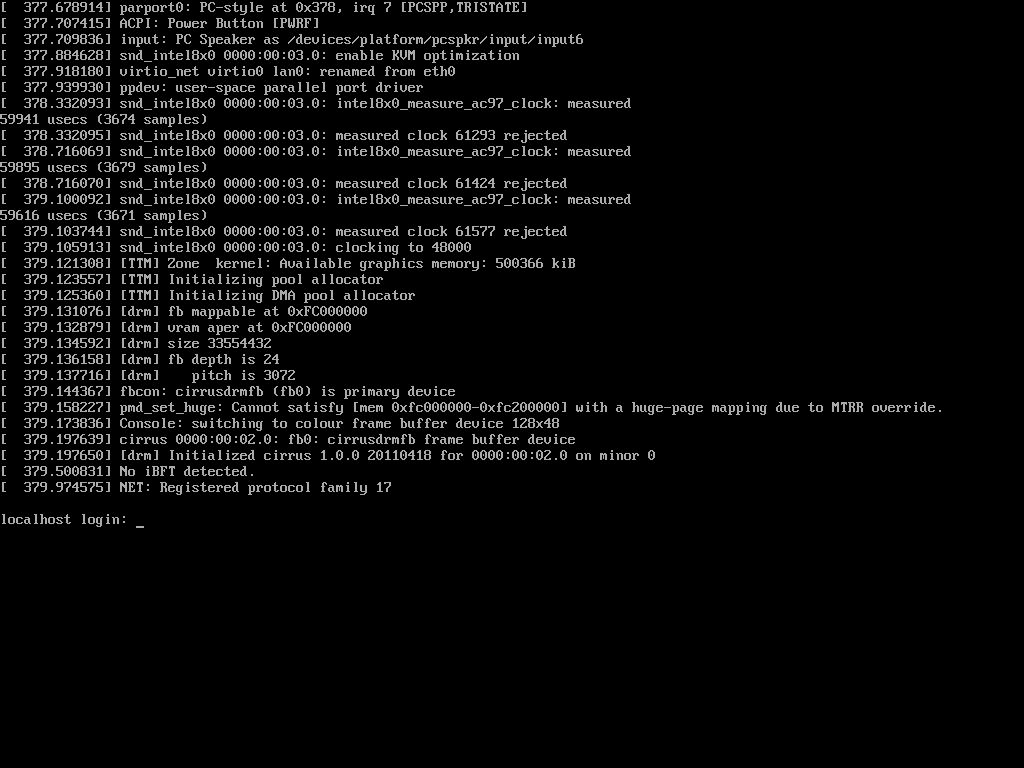 [  377.678914] parport0: PC-style at 0x378, irq 7 [PCSPP,TRISTATE]
[  377.707415] ACPI: Power Button [PWRF]
[  377.709836] input: PC Speaker as /devices/platform/pcspkr/input/input6
[  377.884628] snd_intel8x0 0000:00:03.0: enable KVM optimization
[  377.918180] virtio_net virtio0 lan0: renamed from eth0
[  377.939930] ppdev: user-space parallel port driver
[  378.332093] snd_intel8x0 0000:00:03.0: intel8x0_measure_ac97_clock: measured
59941 usecs (3674 samples)
[  378.332095] snd_intel8x0 0000:00:03.0: measured clock 61293 rejected
[  378.716069] snd_intel8x0 0000:00:03.0: intel8x0_measure_ac97_clock: measured
59895 usecs (3679 samples)
[  378.716070] snd_intel8x0 0000:00:03.0: measured clock 61424 rejected
[  379.100092] snd_intel8x0 0000:00:03.0: intel8x0_measure_ac97_clock: measured
59616 usecs (3671 samples)
[  379.103744] snd_intel8x0 0000:00:03.0: measured clock 61577 rejected
[  379.105913] snd_intel8x0 0000:00:03.0: clocking to 48000
[  379.121308] [TTM] Zone  kernel: Available graphics memory: 500366 kiB
[  379.123557] [TTM] Initializing pool allocator
[  379.125360] [TTM] Initializing DMA pool allocator
[  379.131076] [drm] fb mappable at 0xFC000000
[  379.132879] [drm] vram aper at 0xFC000000
[  379.134592] [drm] size 33554432
[  379.136158] [drm] fb depth is 24
[  379.137716] [drm]    pitch is 3072
[  379.144367] fbcon: cirrusdrmfb (fb0) is primary device
[  379.158227] pmd_set_huge: Cannot satisfy [mem 0xfc000000-0xfc200000] with a huge-page mapping due to MTRR override.
[  379.173836] Console: switching to colour frame buffer device 128x48
[  379.197639] cirrus 0000:00:02.0: fb0: cirrusdrmfb frame buffer device
[  379.197650] [drm] Initialized cirrus 1.0.0 20110418 for 0000:00:02.0 on minor 0
[  379.500831] No iBFT detected.
[  379.974575] NET: Registered protocol family 17
localhost login: _